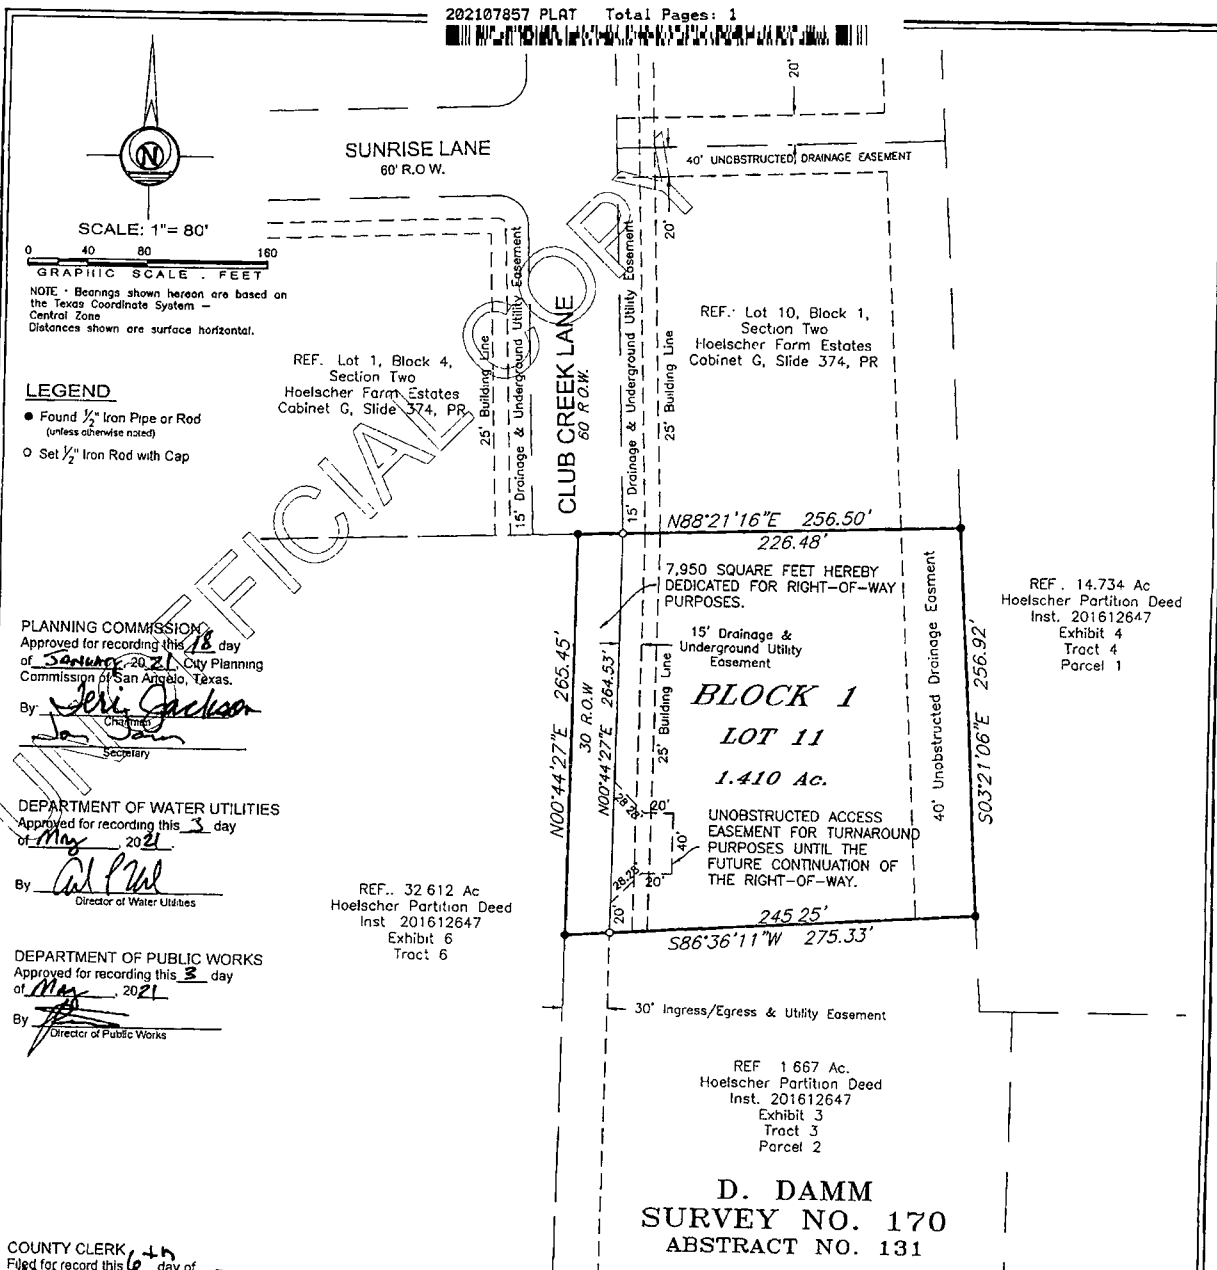 202107857 PLAT Total Pages: 1
20'
SUNRISE LANE
60' R.O W.
40' UNOBSTRUCTED DRAINAGE EASEMENT
N
SCALE: 1"= 80'
0 40 80 160
GRAPHIC SCALE . FEET
NOTE · Bearings shown hereon are based on
the Texas Coordinate System –
Central Zone
Distances shown are surface horizontal.
LEGEND
● Found 1/2" Iron Pipe or Rod
(unless otherwise noted)
○ Set 1/2" Iron Rod with Cap
REF. Lot 1, Block 4,
Section Two
Hoelscher Farm Estates
Cabinet G, Slide 374, PR
25' Building Line
15' Drainage & Underground Utility Easement
CLUB CREEK LANE
60 R.O.W.
15' Drainage & Underground Utility Easement
25' Building Line
20'
REF. Lot 10, Block 1,
Section Two
Hoelscher Farm Estates
Cabinet G, Slide 374, PR
UNOFFICIAL COPY
N88°21'16"E 256.50'
226.48'
7,950 SQUARE FEET HEREBY
DEDICATED FOR RIGHT-OF-WAY
PURPOSES.
15' Drainage &
Underground Utility
Easement
25' Building Line
BLOCK 1
LOT 11
1.410 Ac.
UNOBSTRUCTED ACCESS
EASEMENT FOR TURNAROUND
PURPOSES UNTIL THE
FUTURE CONTINUATION OF
THE RIGHT-OF-WAY.
N00°44'27"E 265.45'
30 R.O.W
N00°44'27"E 264.53'
28.28'
20'
40'
28.28'
20'
20'
40' Unobstructed Drainage Easment
S03°21'06"E 256.92'
245 25'
S86°36'11"W 275.33'
REF. 14.734 Ac
Hoelscher Partition Deed
Inst. 201612647
Exhibit 4
Tract 4
Parcel 1
PLANNING COMMISSION
Approved for recording this 18 day
of January, 2021, City Planning
Commission of San Angelo, Texas.
By Teri Jackson
Chairman
Secretary
DEPARTMENT OF WATER UTILITIES
Approved for recording this 3 day
of May, 2021.
By
Director of Water Utilities
DEPARTMENT OF PUBLIC WORKS
Approved for recording this 3 day
of May, 2021
By
Director of Public Works
REF.. 32 612 Ac
Hoelscher Partition Deed
Inst 201612647
Exhibit 6
Tract 6
30' Ingress/Egress & Utility Easement
REF 1 667 Ac.
Hoelscher Partition Deed
Inst. 201612647
Exhibit 3
Tract 3
Parcel 2
D. DAMM
SURVEY NO. 170
ABSTRACT NO. 131
COUNTY CLERK
Filed for record this 6th day of